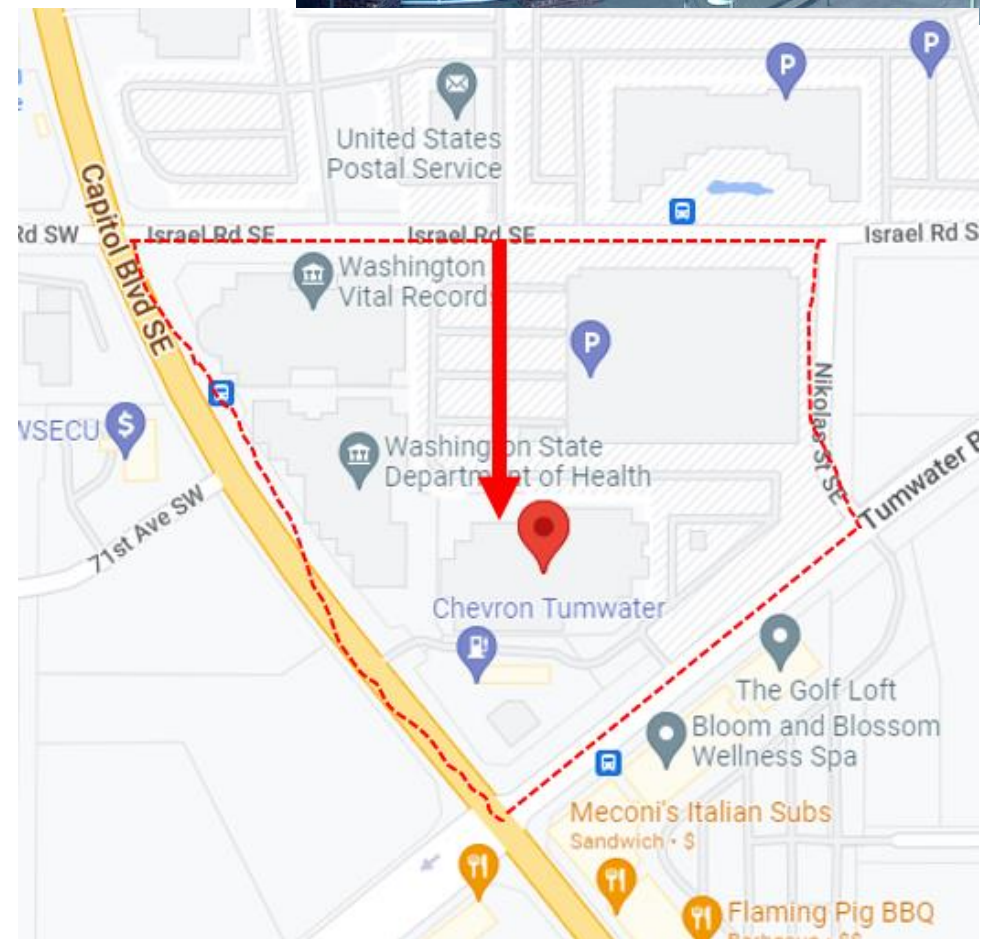 P
P
United States
Postal Service
Capitol Blvd SE
Rd SW
Israel Rd SE
Israel Rd SE
Israel Rd S
Washington
Vital Records
P
Nikolas St SE
WSECU
$
Washington State
Department of Health
Tumwater
71st Ave SW
Chevron Tumwater
The Golf Loft
Bloom and Blossom
Wellness Spa
Meconi's Italian Subs
Sandwich · $
Flaming Pig BBQ